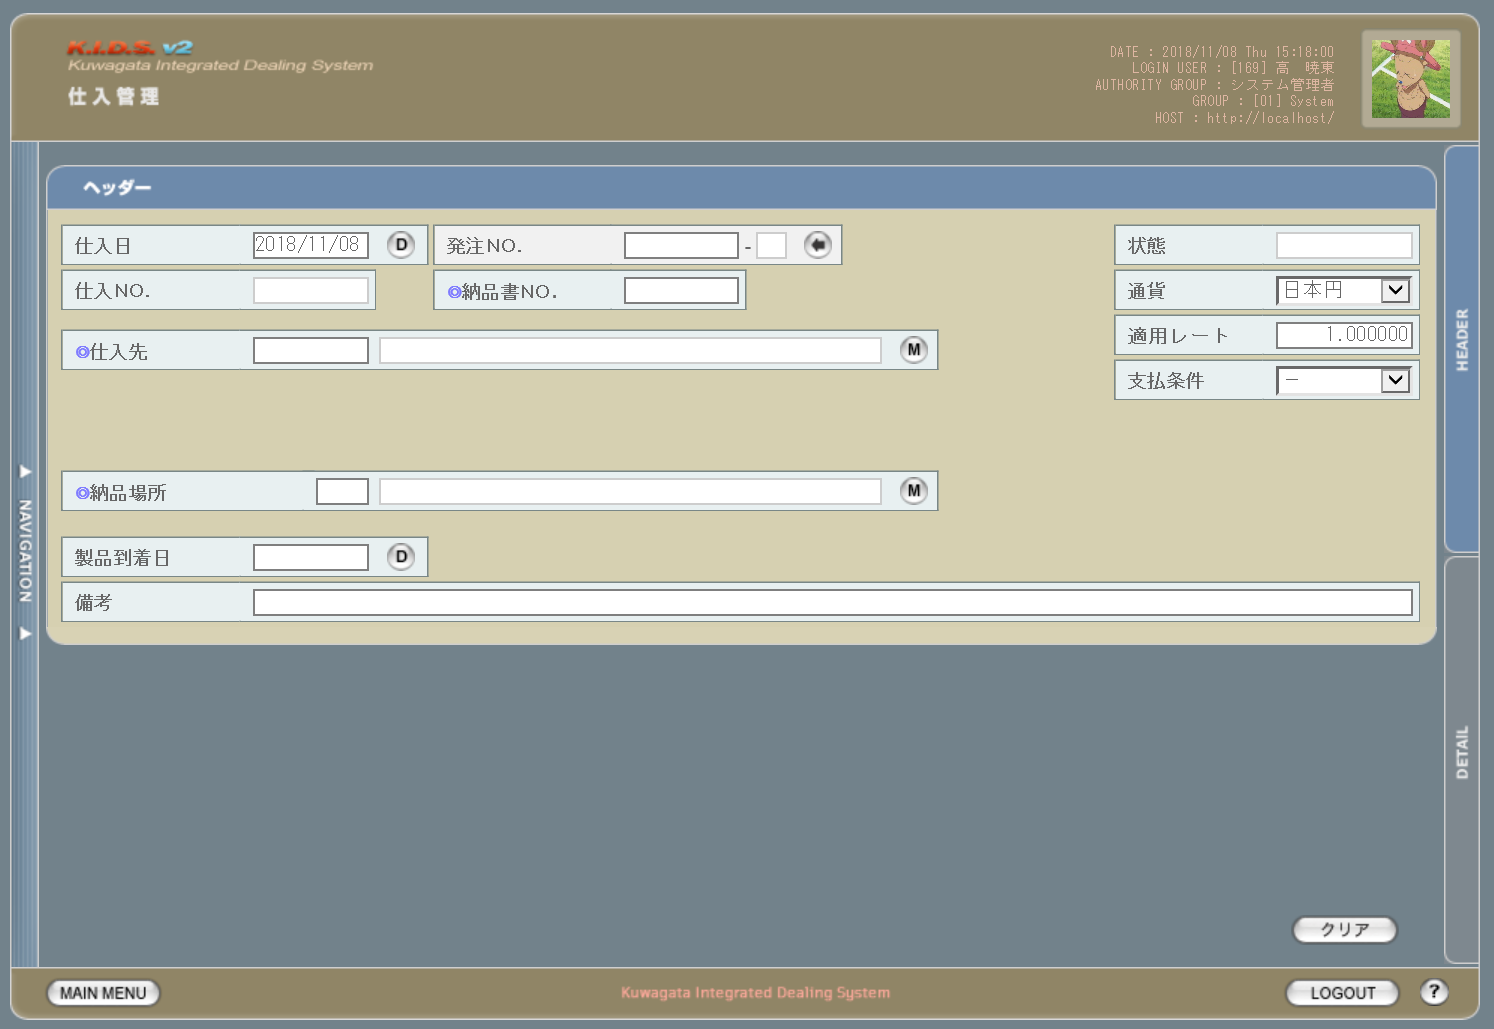 K.I.D.S. v2
Kuwagata Integrated Dealing System
仕入管理
DATE : 2018/11/08 Thu 15:18:00
LOGIN USER : [169] 高　暁東
AUTHORITY GROUP : システム管理者
GROUP : [01] System
HOST : http://localhost/
ヘッダー
仕入日 2018/11/08 D 発注NO. - 状態
仕入NO. ◎納品書NO. 通貨 日本円
適用レート 1.000000
◎仕入先 M
支払条件 －
◎納品場所 M
製品到着日 D
備考
NAVIGATION
HEADER
DETAIL
クリア
MAIN MENU Kuwagata Integrated Dealing System LOGOUT ?